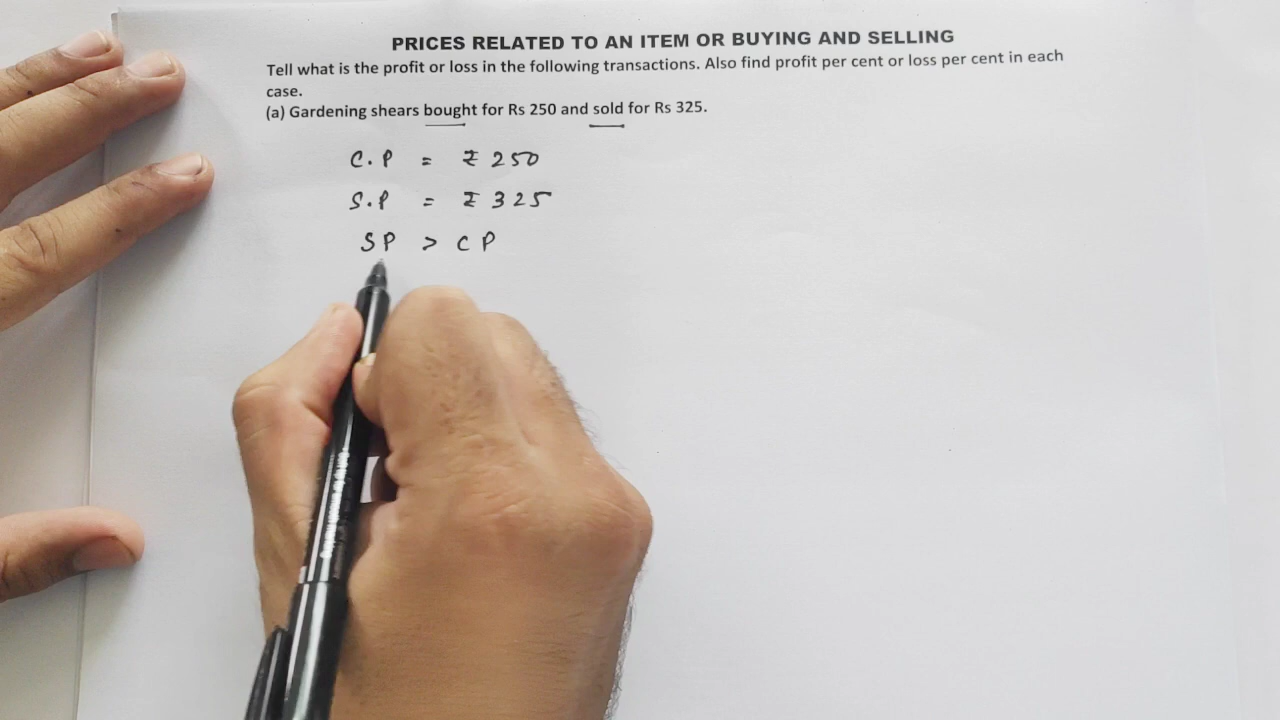 PRICES RELATED TO AN ITEM OR BUYING AND SELLING
Tell what is the profit or loss in the following transactions. Also find profit per cent or loss per cent in each
case.
(a) Gardening shears bought for Rs 250 and sold for Rs 325.
C.P = ₹ 250
S.P = ₹ 325
SP > CP